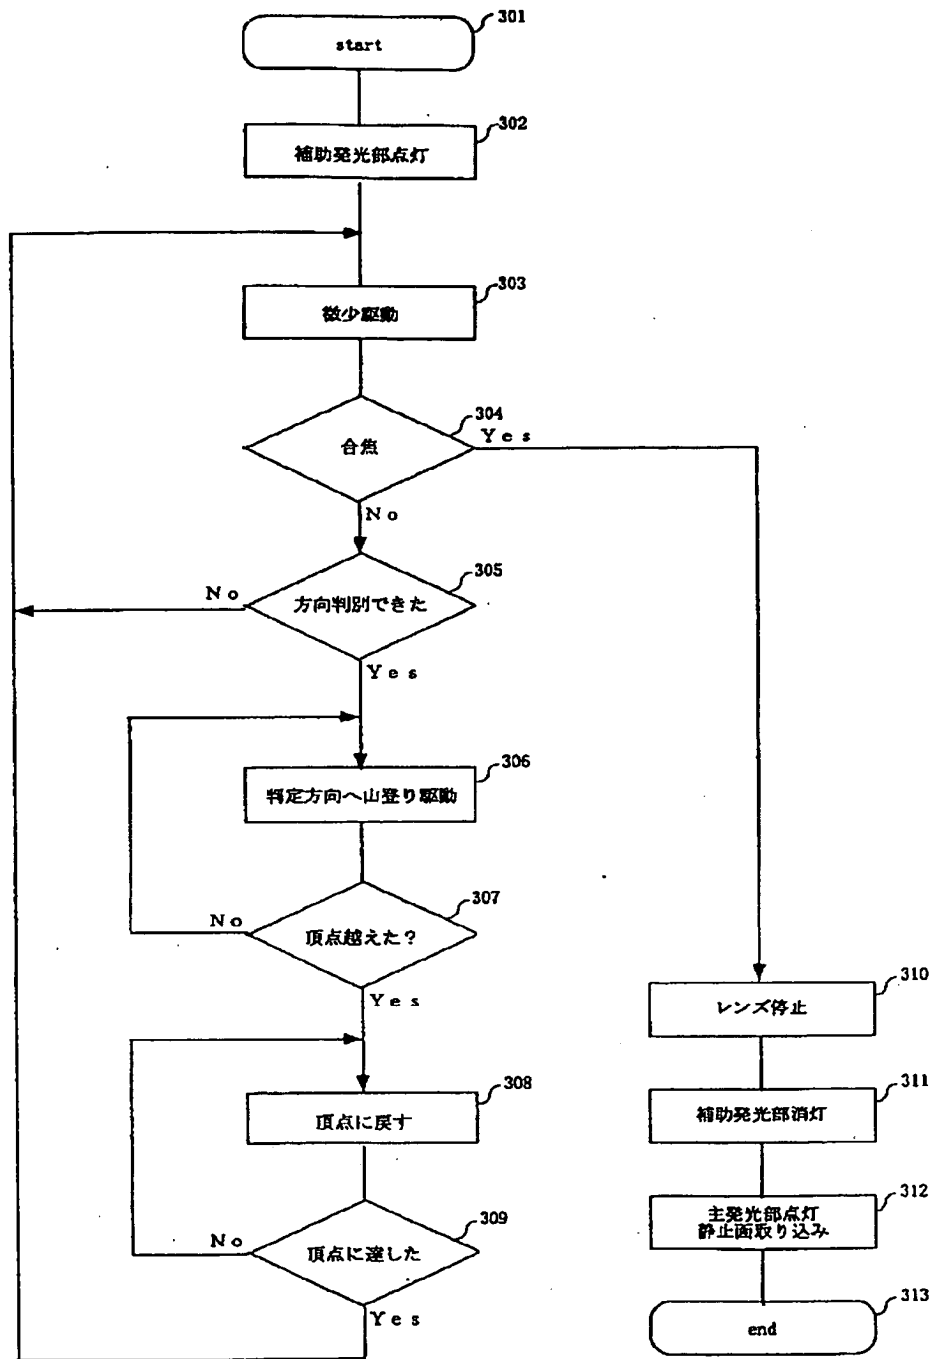 start
301
補助発光部点灯
302
微少駆動
303
合焦
304
Yes
No
方向判別できた
305
No
Yes
判定方向へ山登り駆動
306
頂点越えた？
307
No
Yes
頂点に戻す
308
頂点に達した
309
No
Yes
レンズ停止
310
補助発光部消灯
311
主発光部点灯
静止画取り込み
312
end
313